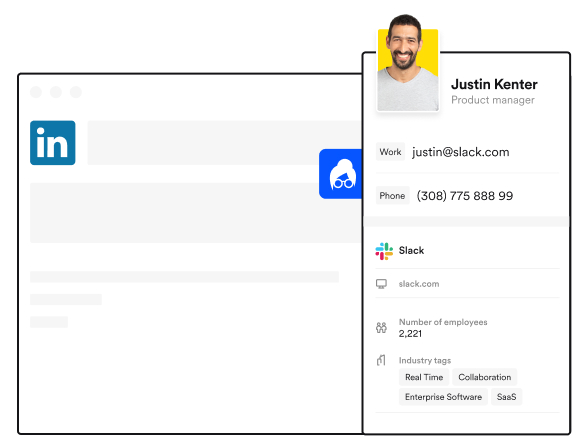 in
Justin Kenter
Product manager
Work justin@slack.com
Phone (308) 775 888 99
Slack
slack.com
Number of employees
2,221
Industry tags
Real Time Collaboration
Enterprise Software SaaS